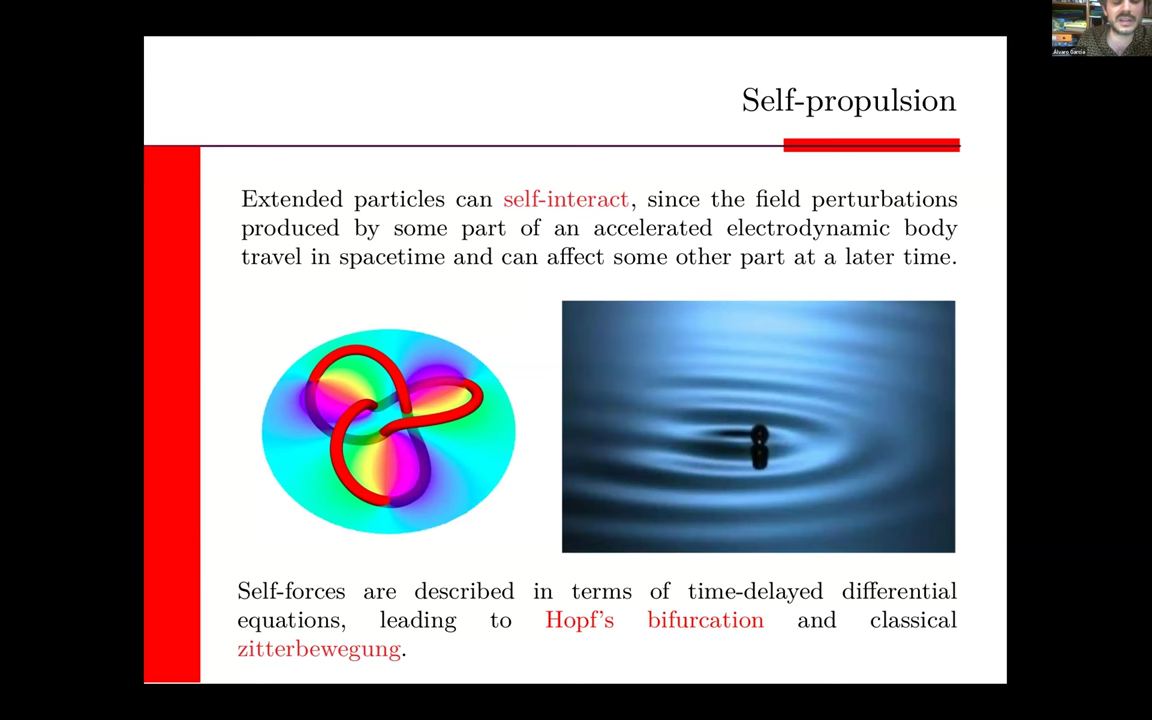 Álvaro García
Self-propulsion
Extended particles can self-interact, since the field perturbations
produced by some part of an accelerated electrodynamic body
travel in spacetime and can affect some other part at a later time.
Self-forces are described in terms of time-delayed differential
equations, leading to Hopf's bifurcation and classical
zitterbewegung.